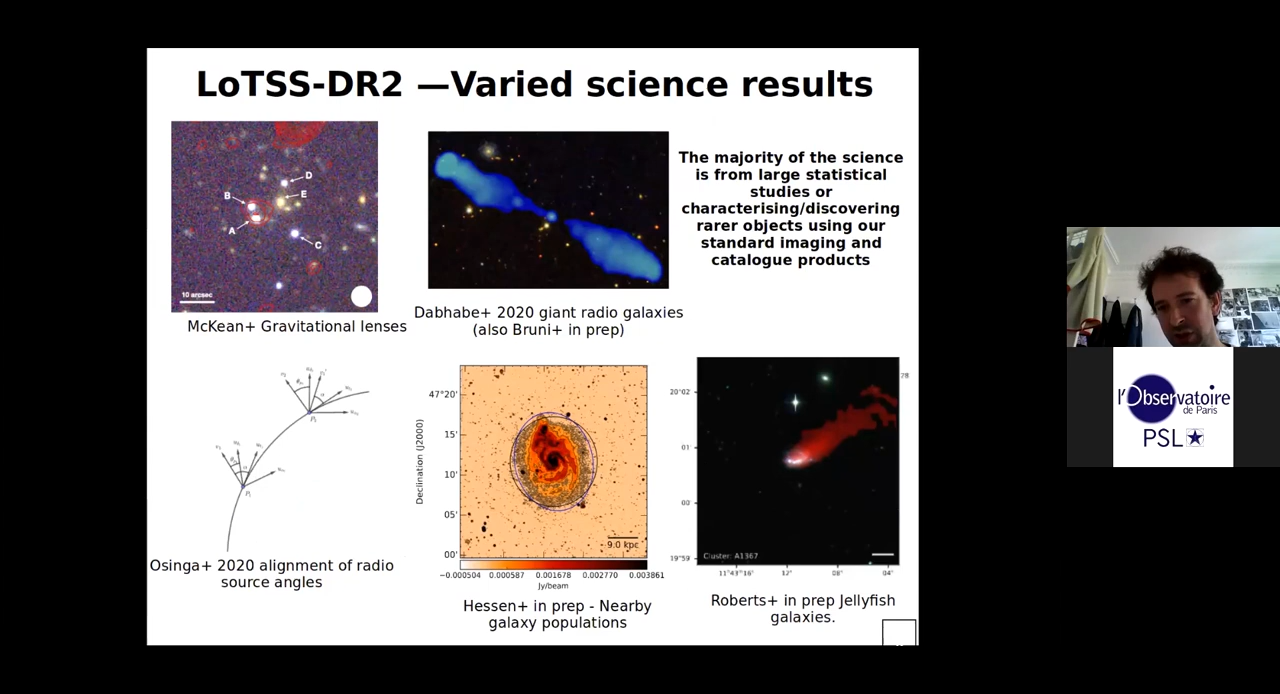 LoTSS-DR2 —Varied science results
D
B
E
A
C
10 arcsec
McKean+ Gravitational lenses
Dabhabe+ 2020 giant radio galaxies
(also Bruni+ in prep)
The majority of the science
is from large statistical
studies or
characterising/discovering
rarer objects using our
standard imaging and
catalogue products
P₂
P₁
Osinga+ 2020 alignment of radio
source angles
Declination (J2000)
47°20'
15'
10'
05'
00'
9.0 kpc
−0.000504 0.000587 0.001678 0.002770 0.003861
Jy/beam
Hessen+ in prep - Nearby
galaxy populations
78
20°02'
01'
00'
19°59'
Cluster: A1367
11ʰ43ᵐ16ˢ 12ˢ 08ˢ 04ˢ
Roberts+ in prep Jellyfish
galaxies.
l'Observatoire
de Paris
PSL